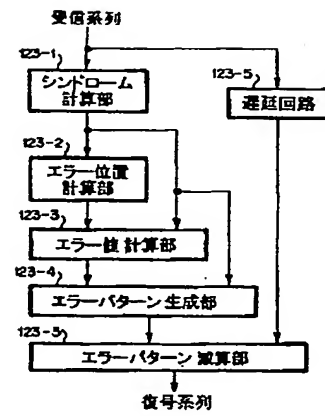 受信系列
123-1
シンドローム
計算部
123-5
遅延回路
123-2
エラー位置
計算部
123-3
エラー値計算部
123-4
エラーパターン生成部
123-5
エラーパターン減算部
復号系列